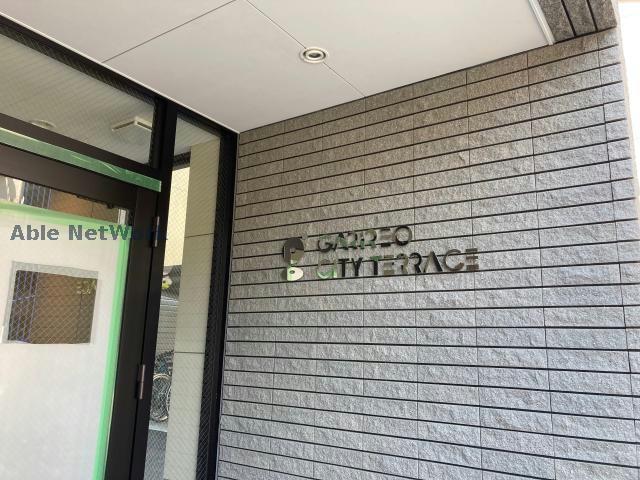 GARREO
CITY TERRACE
Able NetWork